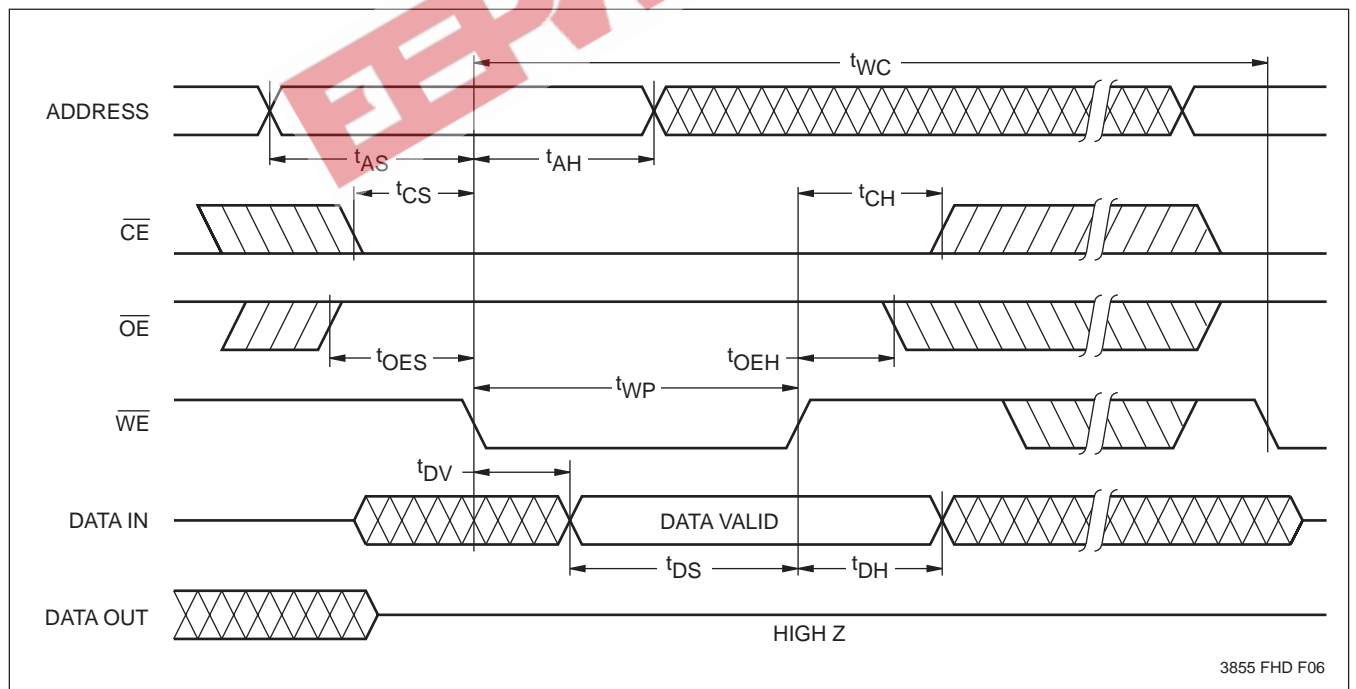 tWC
ADDRESS
tAS
tAH
tCS
tCH
CE
OE
tOES
tOEH
tWP
WE
tDV
DATA IN
DATA VALID
tDS
tDH
DATA OUT
HIGH Z
3855 FHD F06